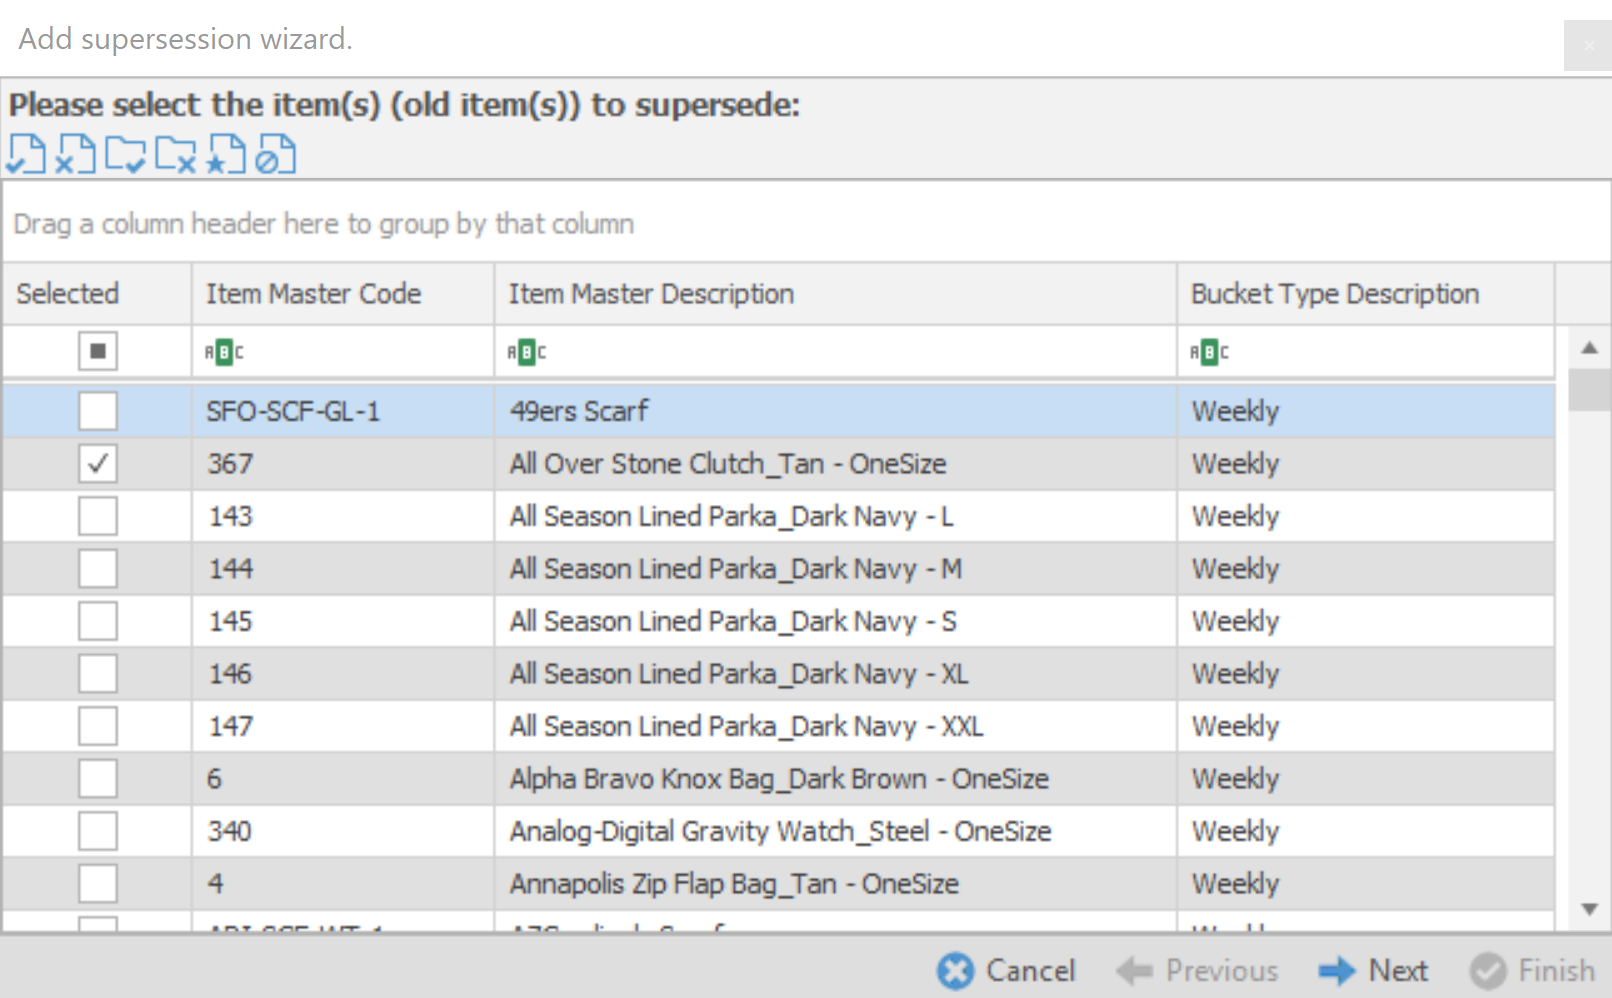 Add supersession wizard.
Please select the item(s) (old item(s)) to supersede:
Drag a column header here to group by that column
Selected Item Master Code Item Master Description Bucket Type Description
ABC ABC ABC
SFO-SCF-GL-1 49ers Scarf Weekly
367 All Over Stone Clutch_Tan - OneSize Weekly
143 All Season Lined Parka_Dark Navy - L Weekly
144 All Season Lined Parka_Dark Navy - M Weekly
145 All Season Lined Parka_Dark Navy - S Weekly
146 All Season Lined Parka_Dark Navy - XL Weekly
147 All Season Lined Parka_Dark Navy - XXL Weekly
6 Alpha Bravo Knox Bag_Dark Brown - OneSize Weekly
340 Analog-Digital Gravity Watch_Steel - OneSize Weekly
4 Annapolis Zip Flap Bag_Tan - OneSize Weekly
Cancel Previous Next Finish